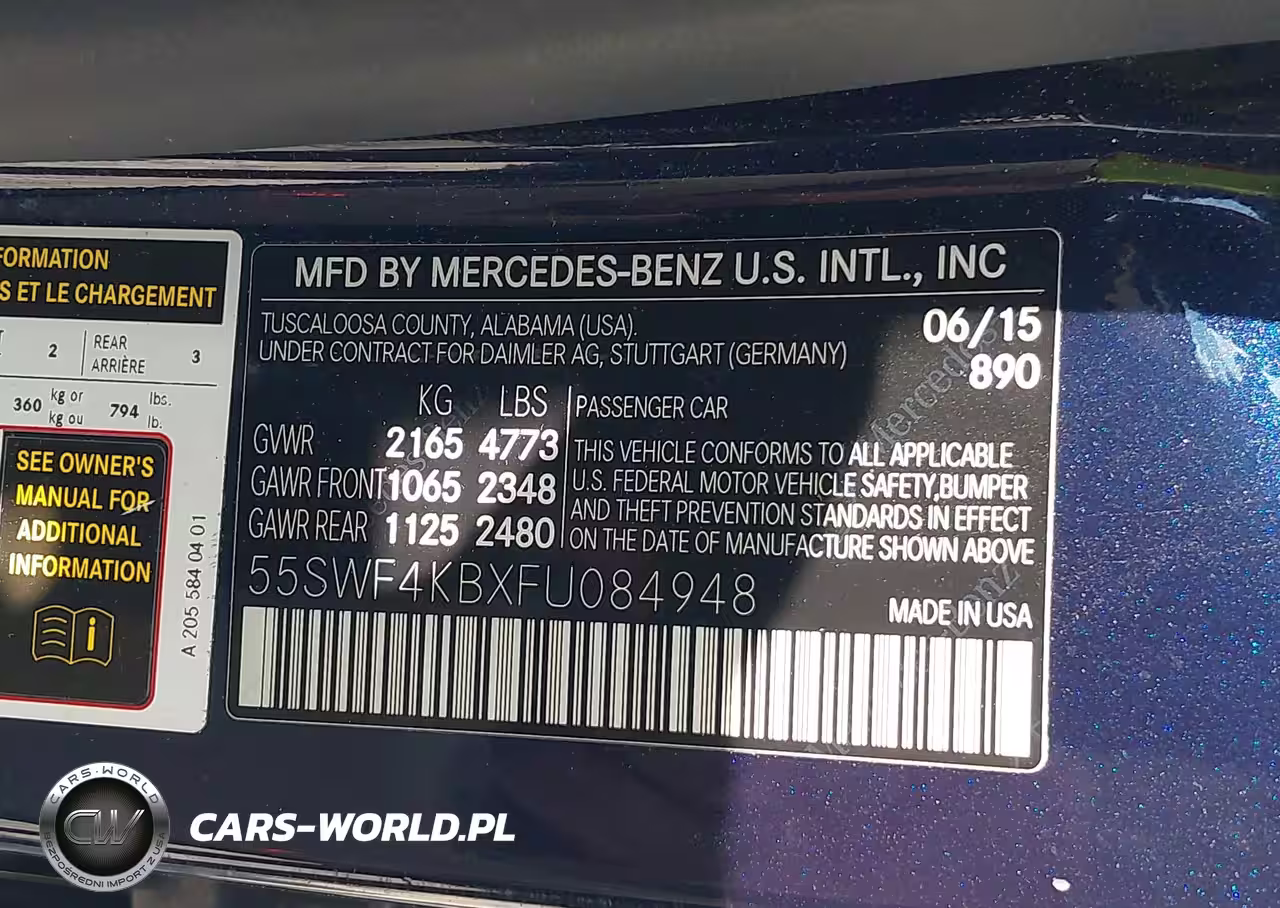 FORMATION
S ET LE CHARGEMENT
2
REAR
ARRIÈRE
3
360
kg or
kg ou
794
lbs.
lb.
SEE OWNER'S
MANUAL FOR
ADDITIONAL
INFORMATION
i
A 205 584 04 01
MFD BY MERCEDES-BENZ U.S. INTL., INC
TUSCALOOSA COUNTY, ALABAMA (USA).
UNDER CONTRACT FOR DAIMLER AG, STUTTGART (GERMANY)
06/15
890
KG LBS
GVWR 2165 4773
GAWR FRONT 1065 2348
GAWR REAR 1125 2480
PASSENGER CAR
THIS VEHICLE CONFORMS TO ALL APPLICABLE
U.S. FEDERAL MOTOR VEHICLE SAFETY,BUMPER
AND THEFT PREVENTION STANDARDS IN EFFECT
ON THE DATE OF MANUFACTURE SHOWN ABOVE
55SWF4KBXFU084948
MADE IN USA
CARS-WORLD
CW
BEZPOŚREDNI IMPORT Z USA
CARS-WORLD.PL